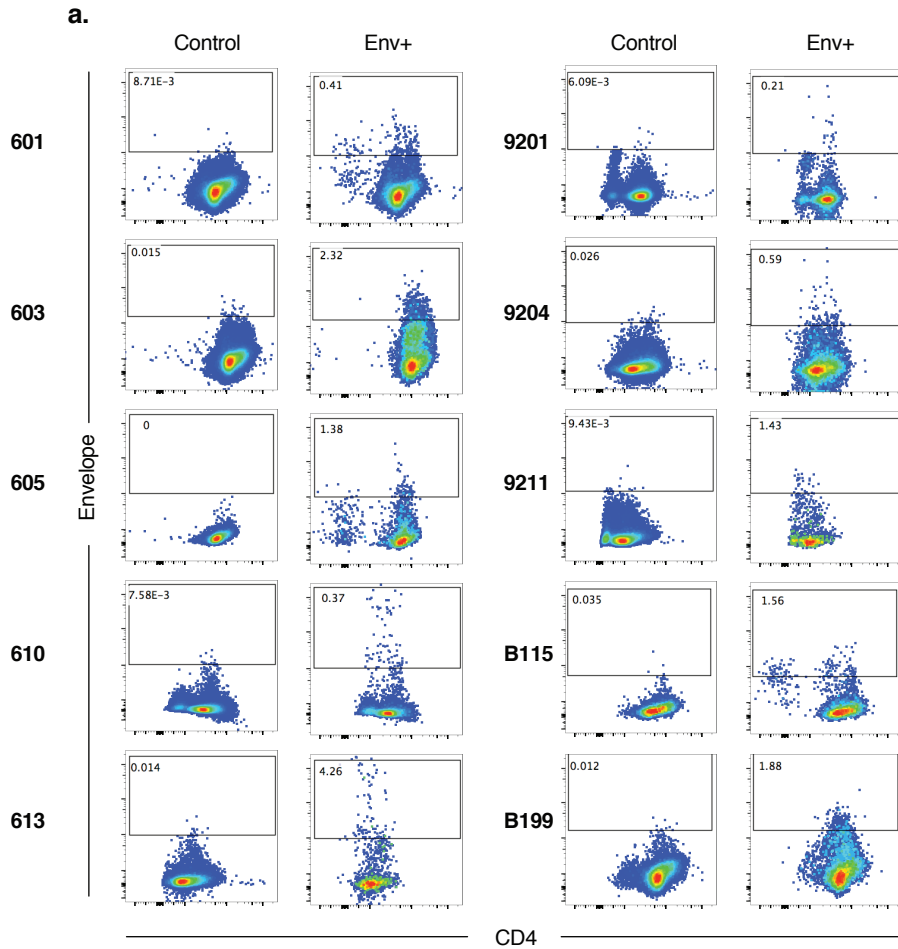 a.
Control Env+ Control Env+
601 8.71E-3 0.41 9201 6.09E-3 0.21
603 0.015 2.32 9204 0.026 0.59
605 0 1.38 9211 9.43E-3 1.43
Envelope
610 7.58E-3 0.37 B115 0.035 1.56
613 0.014 4.26 B199 0.012 1.88
CD4